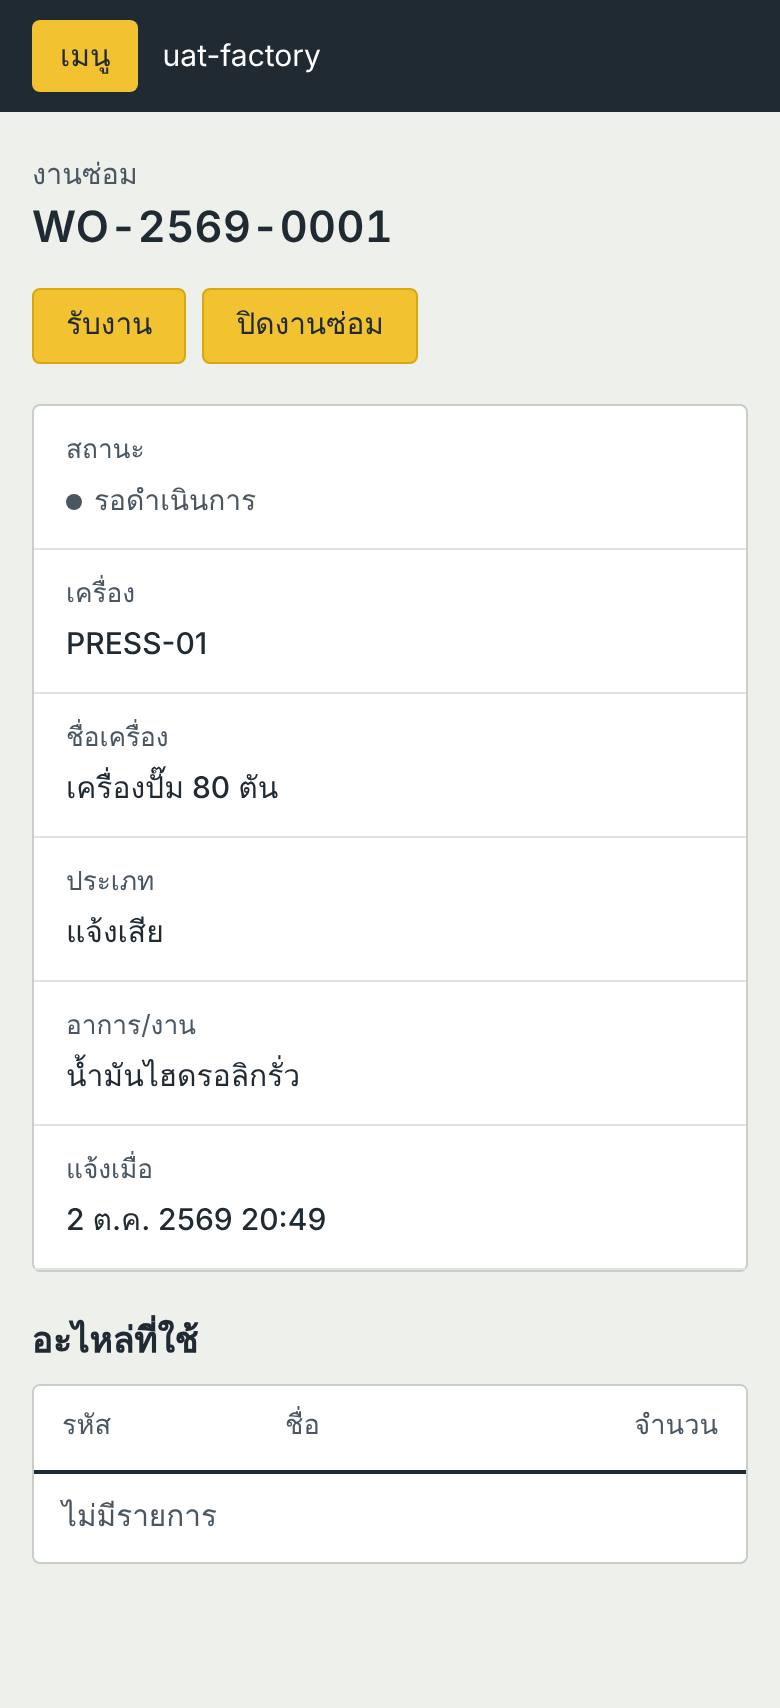 เมนู uat-factory
งานซ่อม
WO-2569-0001
รับงาน ปิดงานซ่อม
สถานะ
รอดำเนินการ
เครื่อง
PRESS-01
ชื่อเครื่อง
เครื่องปั๊ม 80 ตัน
ประเภท
แจ้งเสีย
อาการ/งาน
น้ำมันไฮดรอลิกรั่ว
แจ้งเมื่อ
2 ต.ค. 2569 20:49
อะไหล่ที่ใช้
รหัส ชื่อ จำนวน
ไม่มีรายการ